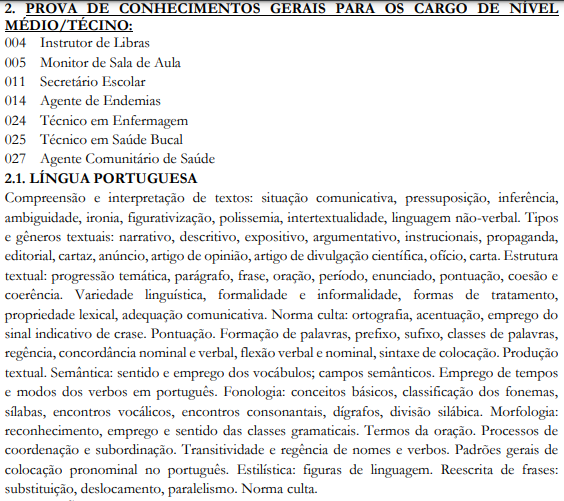 2. PROVA DE CONHECIMENTOS GERAIS PARA OS CARGO DE NÍVEL
MÉDIO/TÉCINO:
004 Instrutor de Libras
005 Monitor de Sala de Aula
011 Secretário Escolar
014 Agente de Endemias
024 Técnico em Enfermagem
025 Técnico em Saúde Bucal
027 Agente Comunitário de Saúde
2.1. LÍNGUA PORTUGUESA
Compreensão e interpretação de textos: situação comunicativa, pressuposição, inferência,
ambiguidade, ironia, figurativização, polissemia, intertextualidade, linguagem não-verbal. Tipos
e gêneros textuais: narrativo, descritivo, expositivo, argumentativo, instrucionais, propaganda,
editorial, cartaz, anúncio, artigo de opinião, artigo de divulgação científica, ofício, carta. Estrutura
textual: progressão temática, parágrafo, frase, oração, período, enunciado, pontuação, coesão e
coerência. Variedade linguística, formalidade e informalidade, formas de tratamento,
propriedade lexical, adequação comunicativa. Norma culta: ortografia, acentuação, emprego do
sinal indicativo de crase. Pontuação. Formação de palavras, prefixo, sufixo, classes de palavras,
regência, concordância nominal e verbal, flexão verbal e nominal, sintaxe de colocação. Produção
textual. Semântica: sentido e emprego dos vocábulos; campos semânticos. Emprego de tempos
e modos dos verbos em português. Fonologia: conceitos básicos, classificação dos fonemas,
sílabas, encontros vocálicos, encontros consonantais, dígrafos, divisão silábica. Morfologia:
reconhecimento, emprego e sentido das classes gramaticais. Termos da oração. Processos de
coordenação e subordinação. Transitividade e regência de nomes e verbos. Padrões gerais de
colocação pronominal no português. Estilística: figuras de linguagem. Reescrita de frases:
substituição, deslocamento, paralelismo. Norma culta.